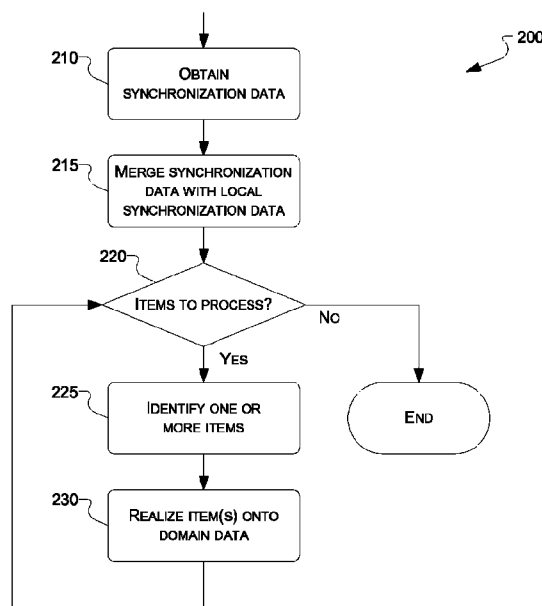 200
210
OBTAIN
SYNCHRONIZATION DATA
215
MERGE SYNCHRONIZATION
DATA WITH LOCAL
SYNCHRONIZATION DATA
220
ITEMS TO PROCESS?
NO
YES
225
IDENTIFY ONE OR
MORE ITEMS
END
230
REALIZE ITEM(S) ONTO
DOMAIN DATA